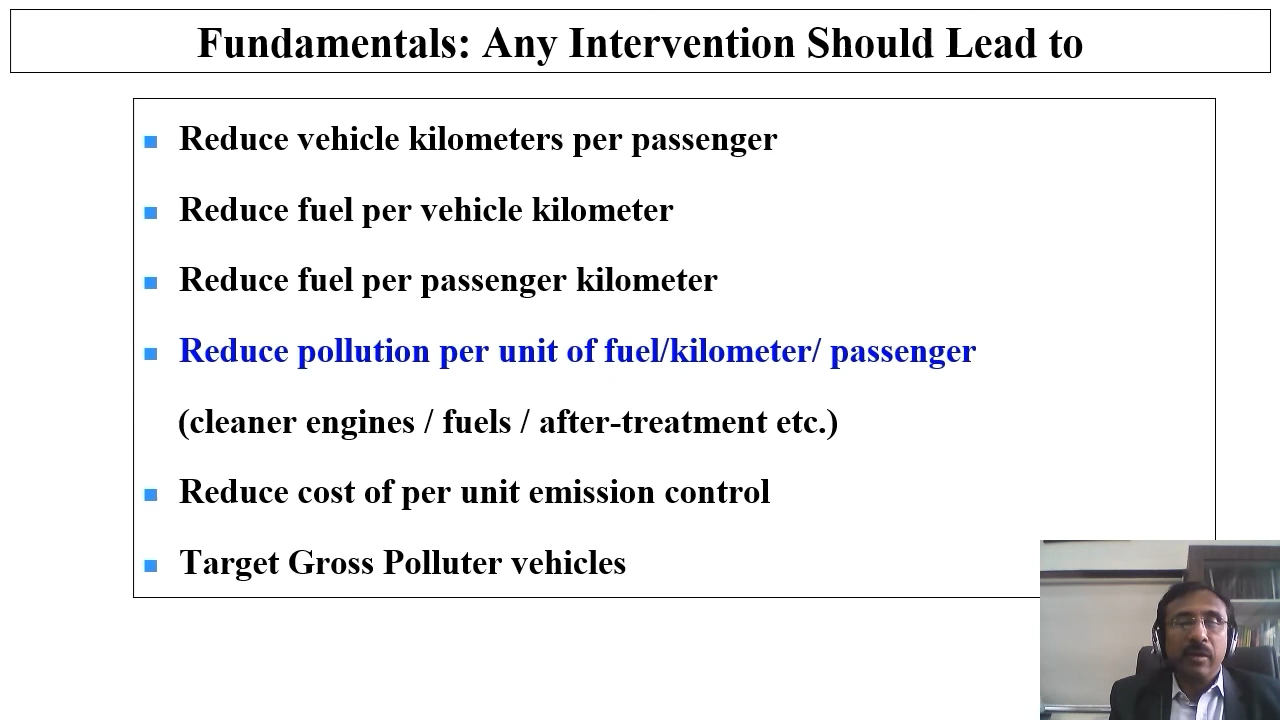 Fundamentals: Any Intervention Should Lead to
Reduce vehicle kilometers per passenger
Reduce fuel per vehicle kilometer
Reduce fuel per passenger kilometer
Reduce pollution per unit of fuel/kilometer/ passenger
(cleaner engines / fuels / after-treatment etc.)
Reduce cost of per unit emission control
Target Gross Polluter vehicles